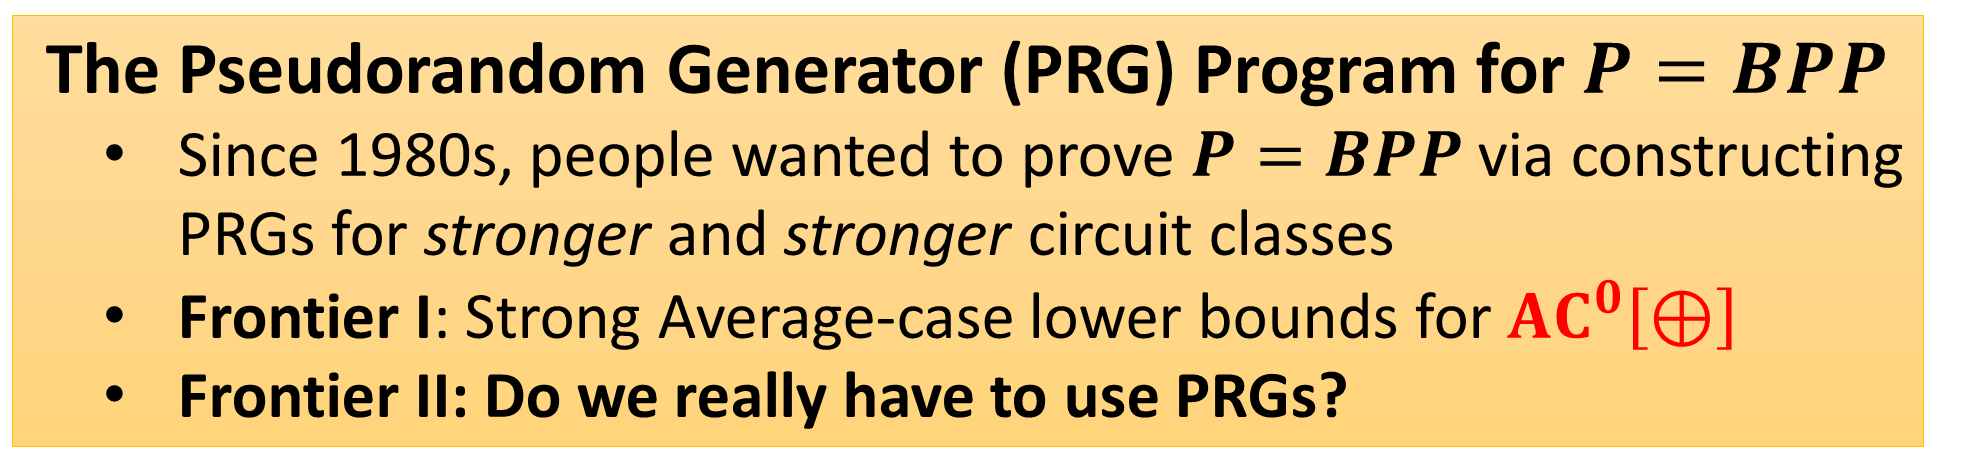 The Pseudorandom Generator (PRG) Program for P = BPP
• Since 1980s, people wanted to prove P = BPP via constructing
PRGs for stronger and stronger circuit classes
• Frontier I: Strong Average-case lower bounds for AC⁰[⊕]
• Frontier II: Do we really have to use PRGs?